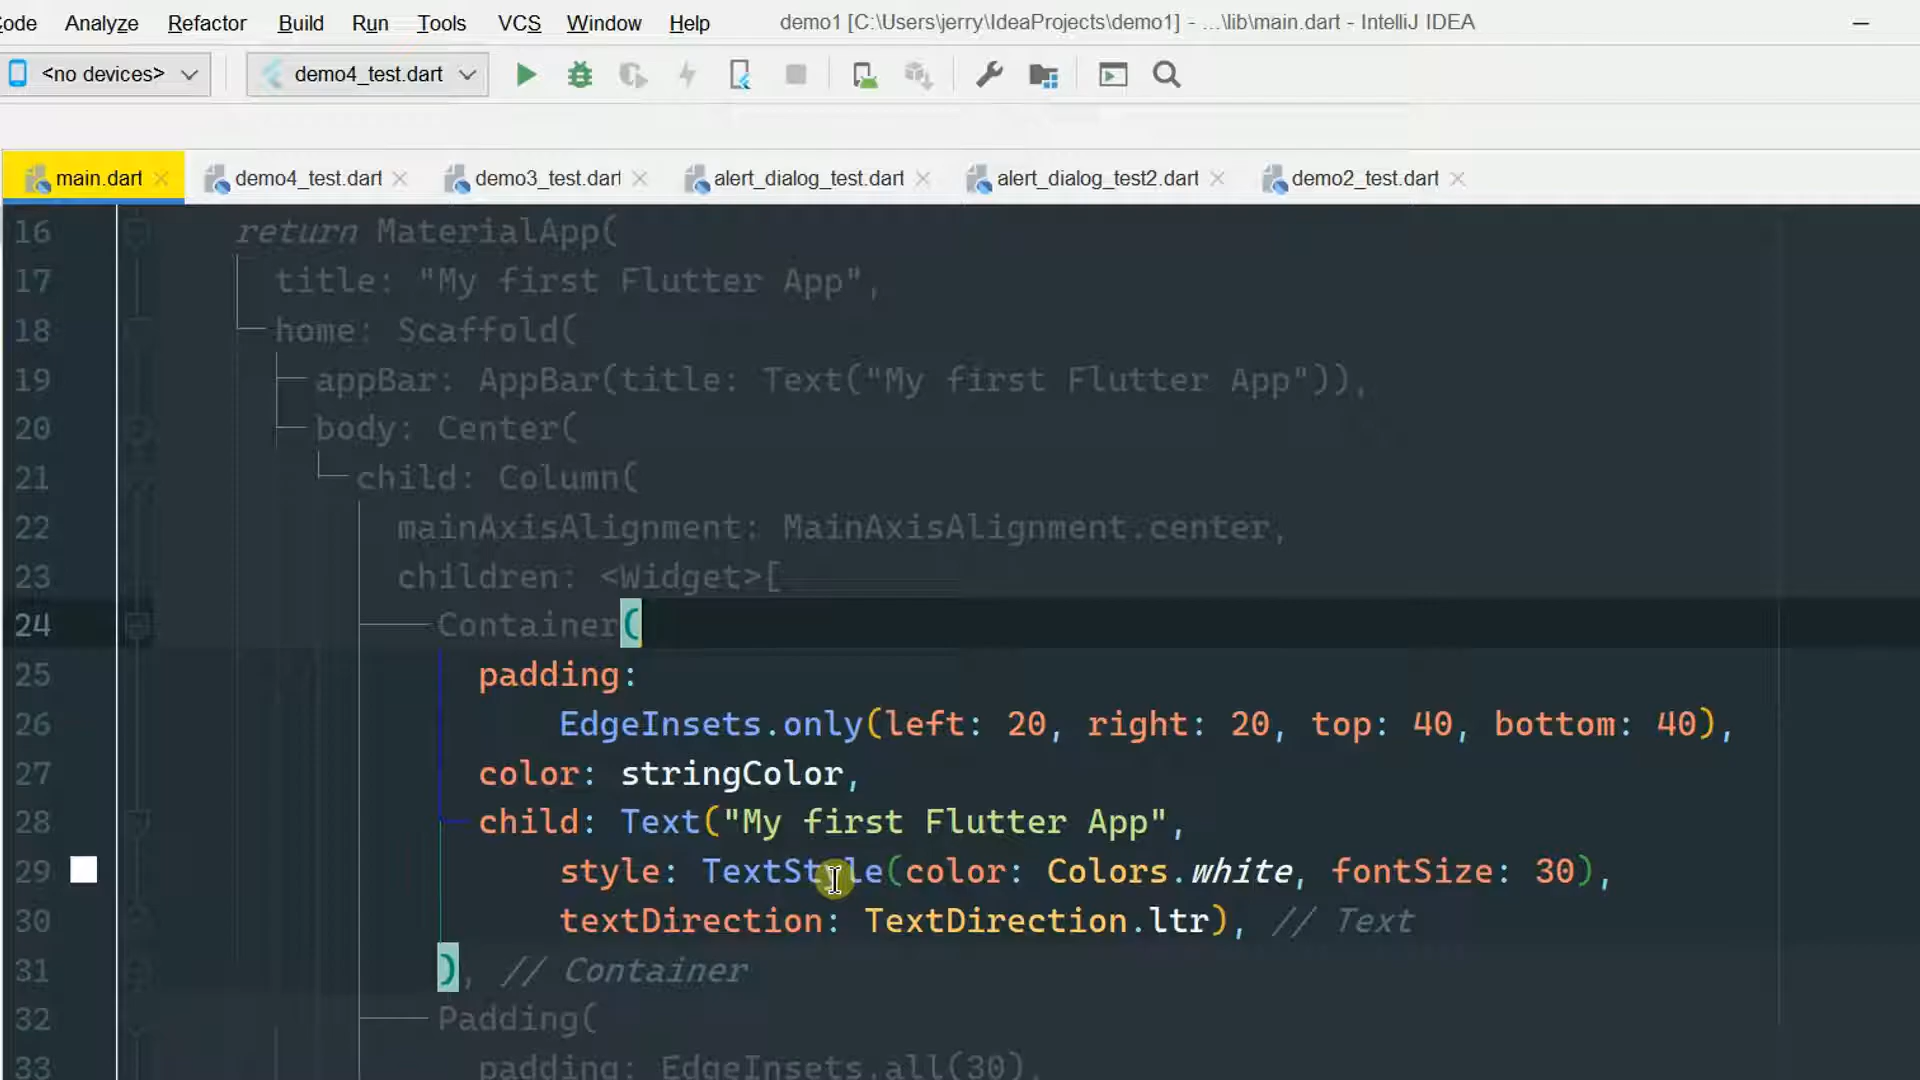 ode Analyze Refactor Build Run Tools VCS Window Help demo1 [C:\Users\jerry\IdeaProjects\demo1] - ...\lib\main.dart - IntelliJ IDEA
<no devices> demo4_test.dart
main.dart demo4_test.dart demo3_test.dart alert_dialog_test.dart alert_dialog_test2.dart demo2_test.dart
16 return MaterialApp(
17 title: "My first Flutter App",
18 home: Scaffold(
19 appBar: AppBar(title: Text("My first Flutter App")),
20 body: Center(
21 child: Column(
22 mainAxisAlignment: MainAxisAlignment.center,
23 children: <Widget>[
24 Container(
25 padding:
26 EdgeInsets.only(left: 20, right: 20, top: 40, bottom: 40),
27 color: stringColor,
28 child: Text("My first Flutter App",
29 style: TextStyle(color: Colors.white, fontSize: 30),
30 textDirection: TextDirection.ltr), // Text
31 ), // Container
32 Padding(
33 padding: EdgeInsets.all(30),